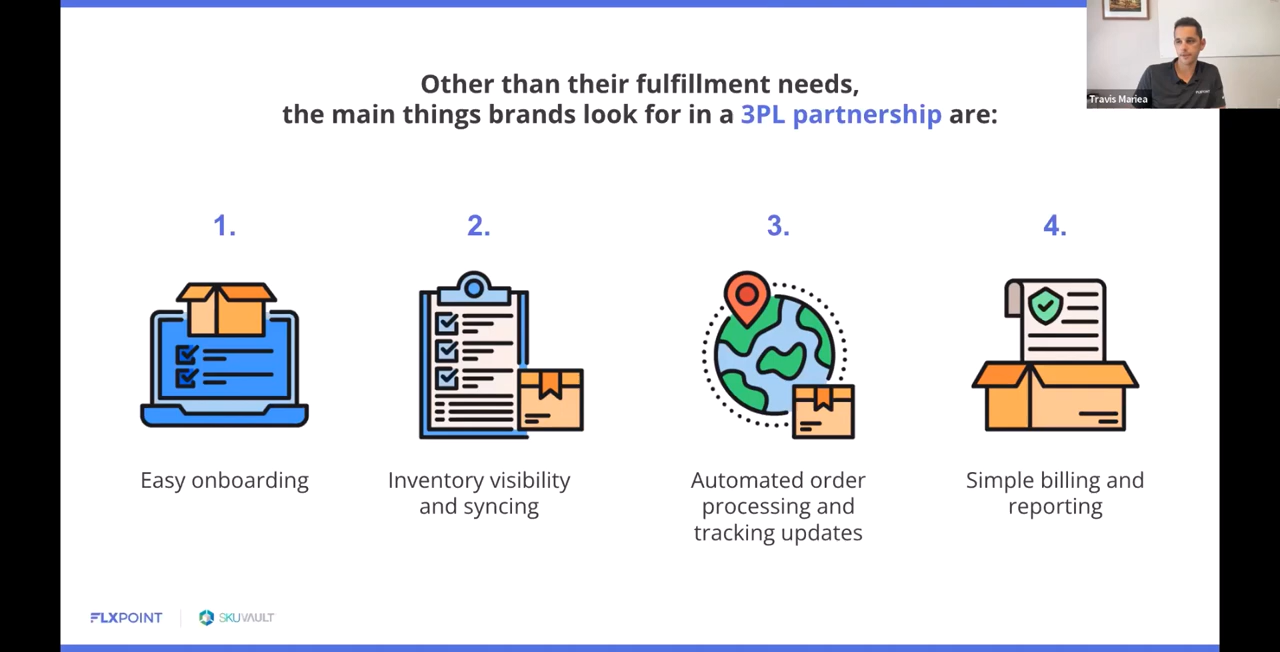 Other than their fulfillment needs,
the main things brands look for in a 3PL partnership are:
Travis Mariea
1.
2.
3.
4.
Easy onboarding
Inventory visibility
and syncing
Automated order
processing and
tracking updates
Simple billing and
reporting
FLXPOINT
SKUVAULT